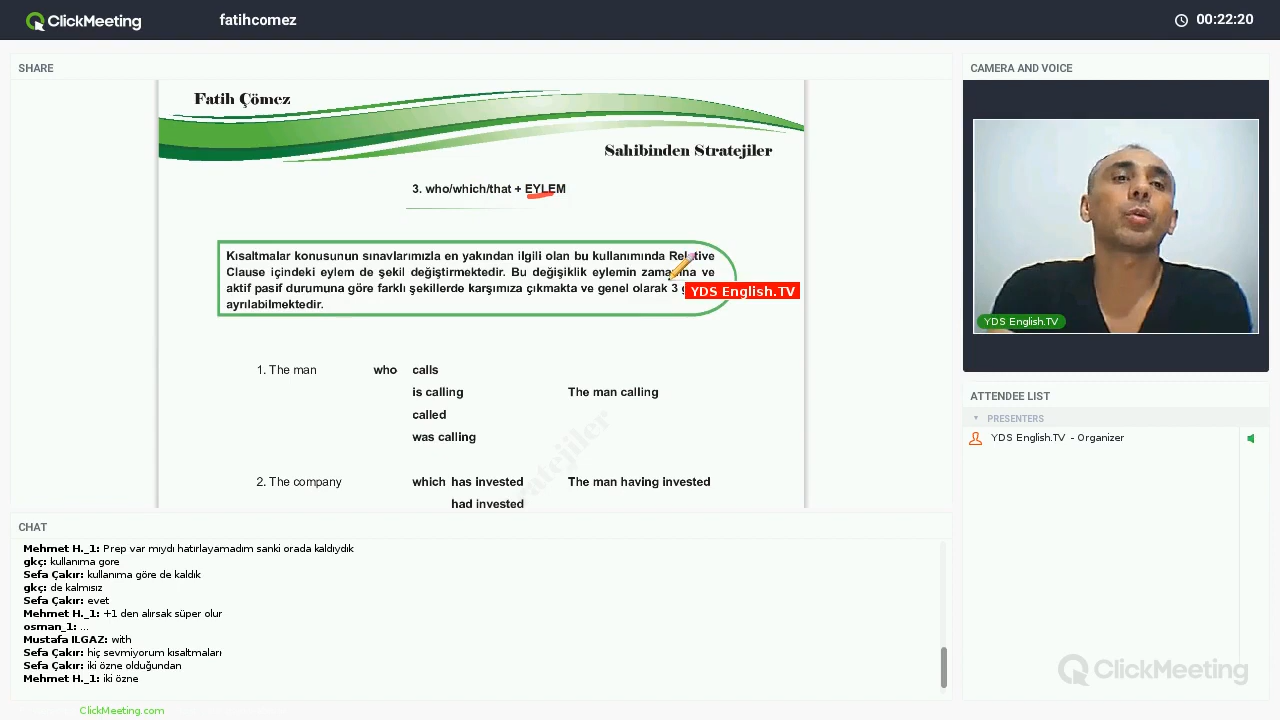 ClickMeeting
fatihcomez
00:22:20
SHARE
Fatih Çömez
Sahibinden Stratejiler
3. who/which/that + EYLEM
Kısaltmalar konusunun sınavlarımızla en yakından ilgili olan bu kullanımında Relative
Clause içindeki eylem de şekil değiştirmektedir. Bu değişiklik eylemin zamanına ve
aktif pasif durumuna göre farklı şekillerde karşımıza çıkmakta ve genel olarak 3
YDS English.TV
ayrılabilmektedir.
1. The man who calls
is calling The man calling
called
was calling
2. The company which has invested The man having invested
had invested
CAMERA AND VOICE
YDS English.TV
ATTENDEE LIST
PRESENTERS
YDS English.TV - Organizer
CHAT
Mehmet H._1: Prep var mıydı hatırlayamadım sanki orada kaldıydık
gkç: kullanıma gore
Sefa Çakır: kullanıma göre de kaldık
gkç: de kalmısız
Sefa Çakır: evet
Mehmet H._1: +1 den alırsak süper olur
osman_1: ...
Mustafa ILGAZ: with
Sefa Çakır: hiç sevmiyorum kısaltmaları
Sefa Çakır: iki özne olduğundan
Mehmet H._1: iki özne
ClickMeeting
ClickMeeting.com